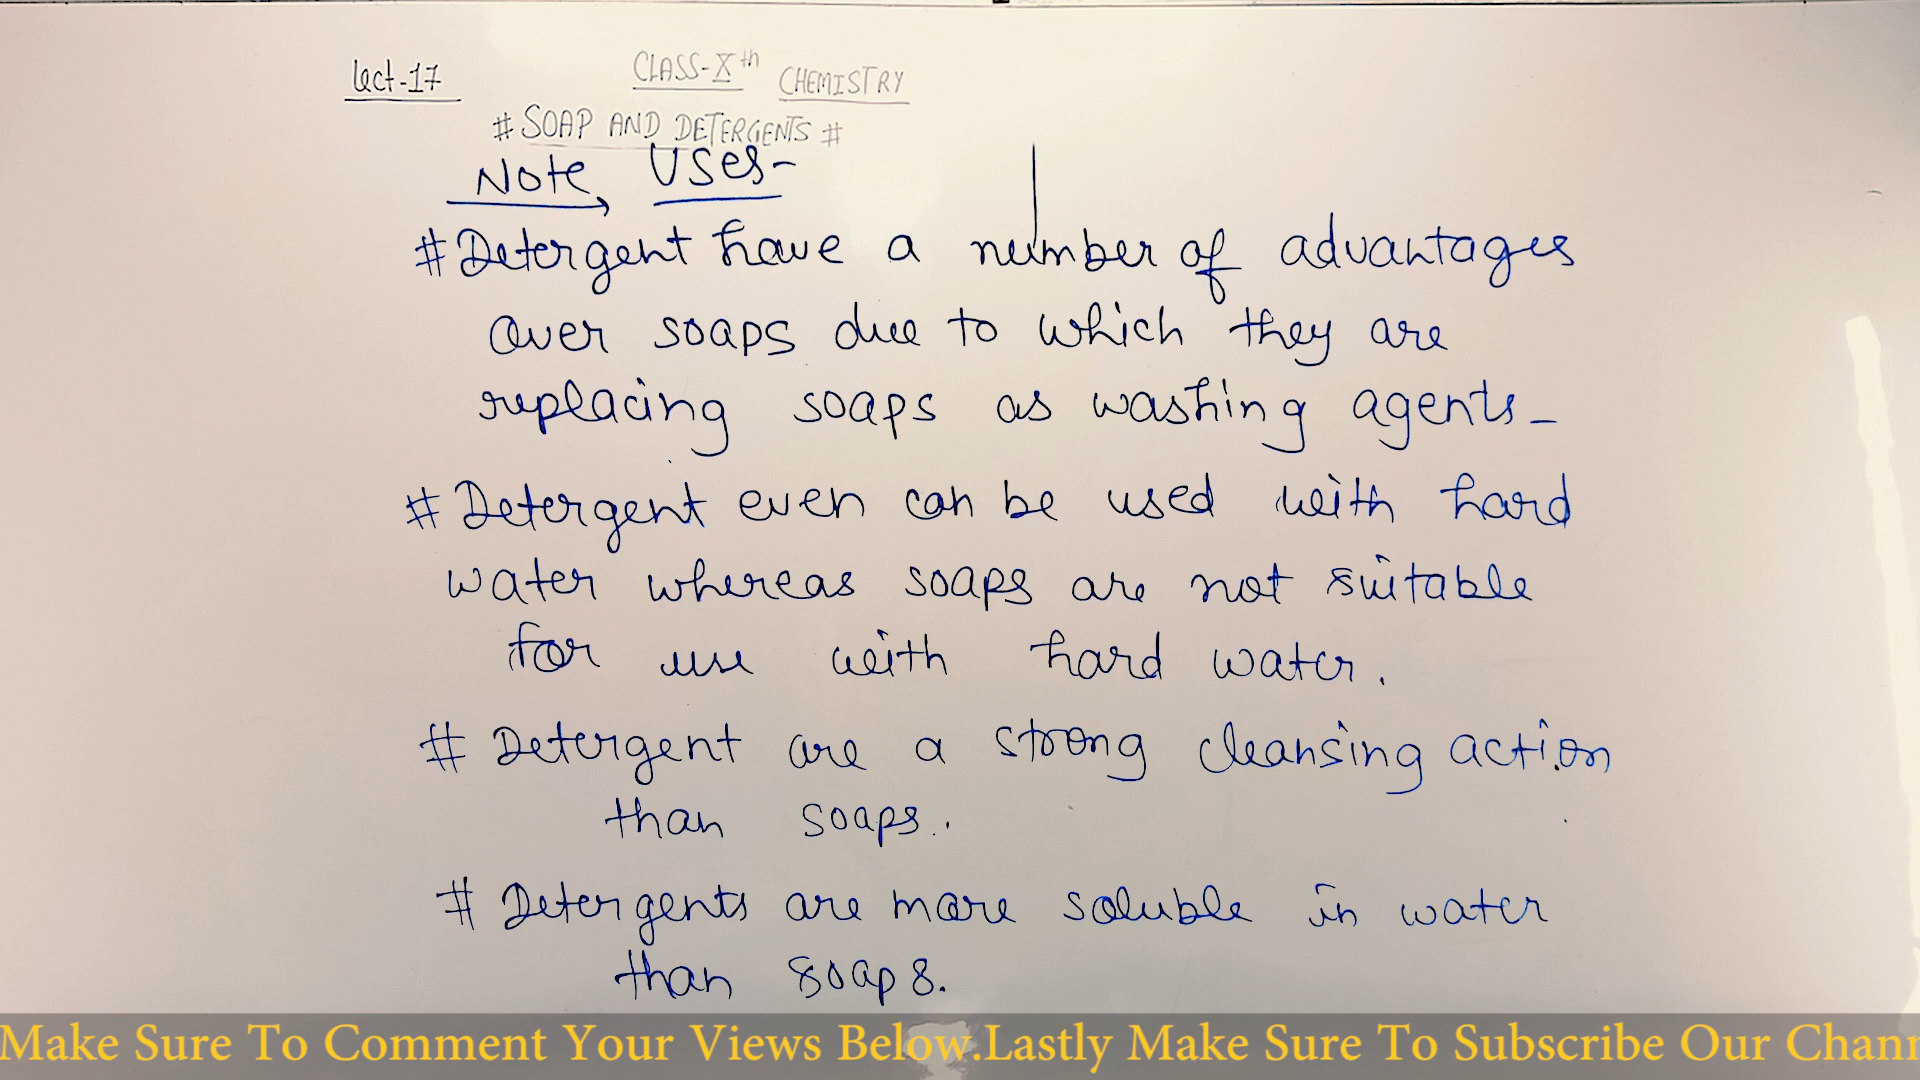 Lect-17
CLASS-Xth CHEMISTRY
# SOAP AND DETERGENTS #
Note Uses-
# Detergent have a number of advantages
over soaps due to which they are
replacing soaps as washing agents-
# Detergent even can be used with hard
water whereas soaps are not suitable
for use with hard water.
# Detergent are a strong cleansing action
than soaps.
# Detergents are more soluble in water
than soaps.
Make Sure To Comment Your Views Below.Lastly Make Sure To Subscribe Our Chann